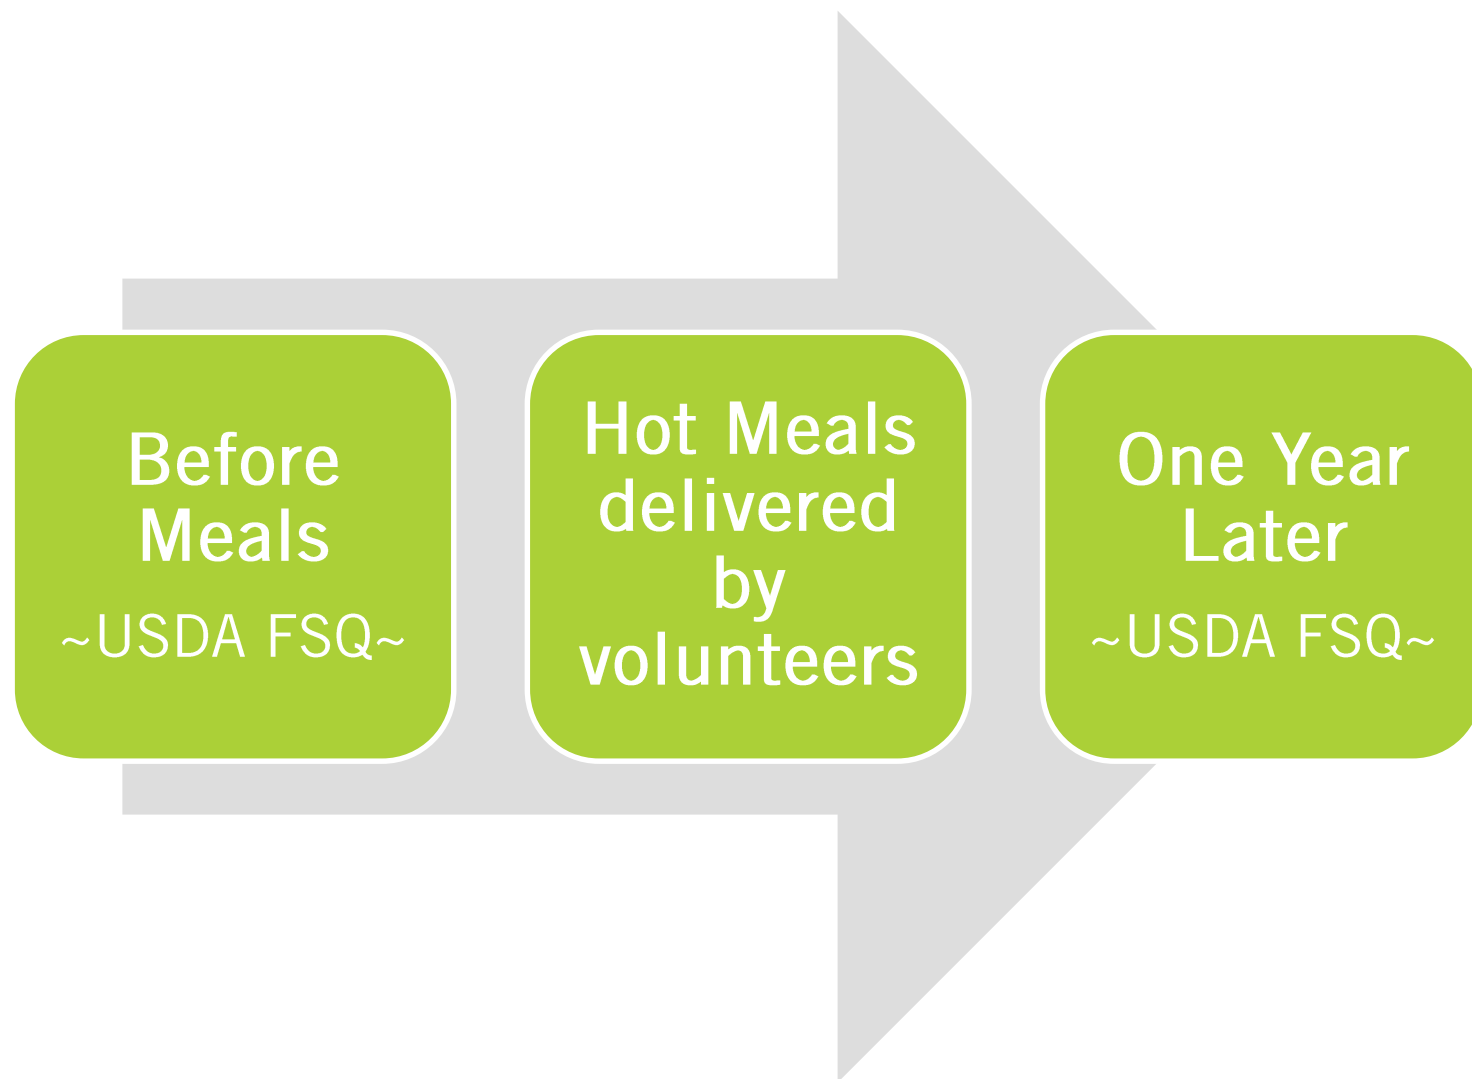 Before
Meals
~USDA FSQ~
Hot Meals
delivered
by
volunteers
One Year
Later
~USDA FSQ~